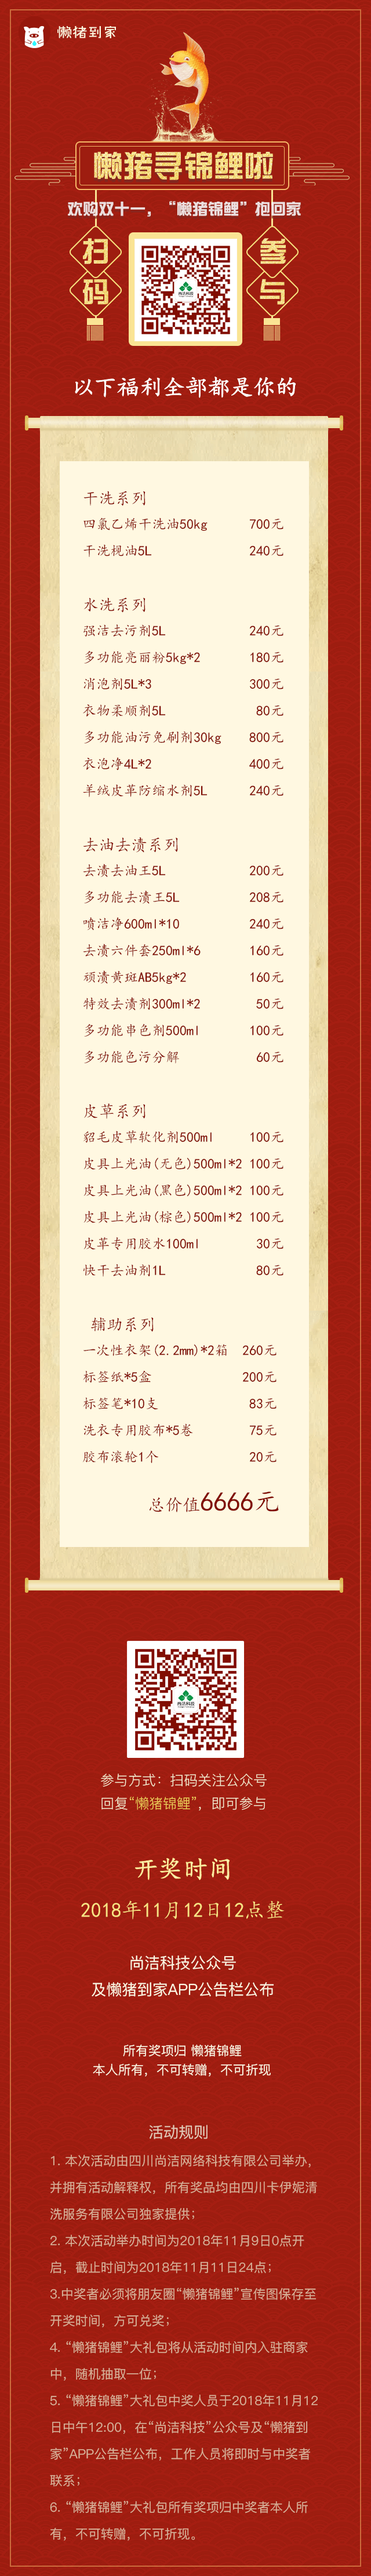 懒猪到家
懒猪寻锦鲤啦
欢购双十一，“懒猪锦鲤”抱回家
扫码
参与
尚洁科技
以下福利全部都是你的
干洗系列
四氯乙烯干洗油50kg 700元
干洗枧油5L 240元
水洗系列
强洁去污剂5L 240元
多功能亮丽粉5kg*2 180元
消泡剂5L*3 300元
衣物柔顺剂5L 80元
多功能油污免刷剂30kg 800元
衣泡净4L*2 400元
羊绒皮革防缩水剂5L 240元
去油去渍系列
去渍去油王5L 200元
多功能去渍王5L 208元
喷洁净600ml*10 240元
去渍六件套250ml*6 160元
顽渍黄斑AB5kg*2 160元
特效去渍剂300ml*2 50元
多功能串色剂500ml 100元
多功能色污分解 60元
皮草系列
貂毛皮草软化剂500ml 100元
皮具上光油(无色)500ml*2 100元
皮具上光油(黑色)500ml*2 100元
皮具上光油(棕色)500ml*2 100元
皮革专用胶水100ml 30元
快干去油剂1L 80元
辅助系列
一次性衣架(2.2mm)*2箱 260元
标签纸*5盒 200元
标签笔*10支 83元
洗衣专用胶布*5卷 75元
胶布滚轮1个 20元
总价值6666元
尚洁科技
参与方式：扫码关注公众号
回复“懒猪锦鲤”，即可参与
开奖时间
2018年11月12日12点整
尚洁科技公众号
及懒猪到家APP公告栏公布
所有奖项归 懒猪锦鲤
本人所有，不可转赠，不可折现
活动规则
1. 本次活动由四川尚洁网络科技有限公司举办，
并拥有活动解释权，所有奖品均由四川卡伊妮清
洗服务有限公司独家提供；
2. 本次活动举办时间为2018年11月9日0点开
启，截止时间为2018年11月11日24点；
3.中奖者必须将朋友圈“懒猪锦鲤”宣传图保存至
开奖时间，方可兑奖；
4. “懒猪锦鲤”大礼包将从活动时间内入驻商家
中，随机抽取一位；
5. “懒猪锦鲤”大礼包中奖人员于2018年11月12
日中午12:00，在“尚洁科技”公众号及“懒猪到
家”APP公告栏公布，工作人员将即时与中奖者
联系；
6. “懒猪锦鲤”大礼包所有奖项归中奖者本人所
有，不可转赠，不可折现。